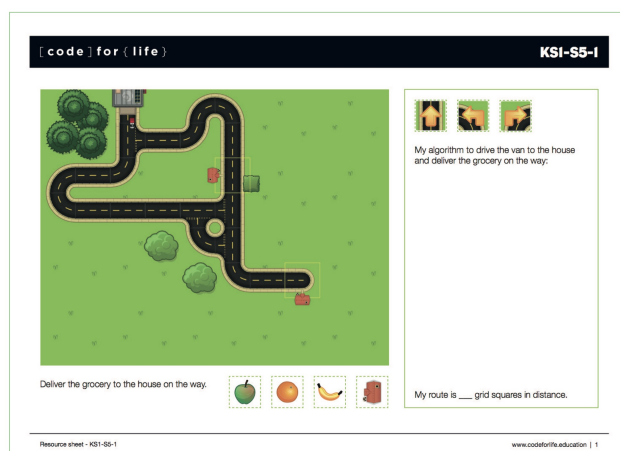 [code]for{life}
KS1-S5-1
My algorithm to drive the van to the house
and deliver the grocery on the way:
Deliver the grocery to the house on the way.
My route is ___ grid squares in distance.
Resource sheet - KS1-S5-1
www.codeforlife.education | 1